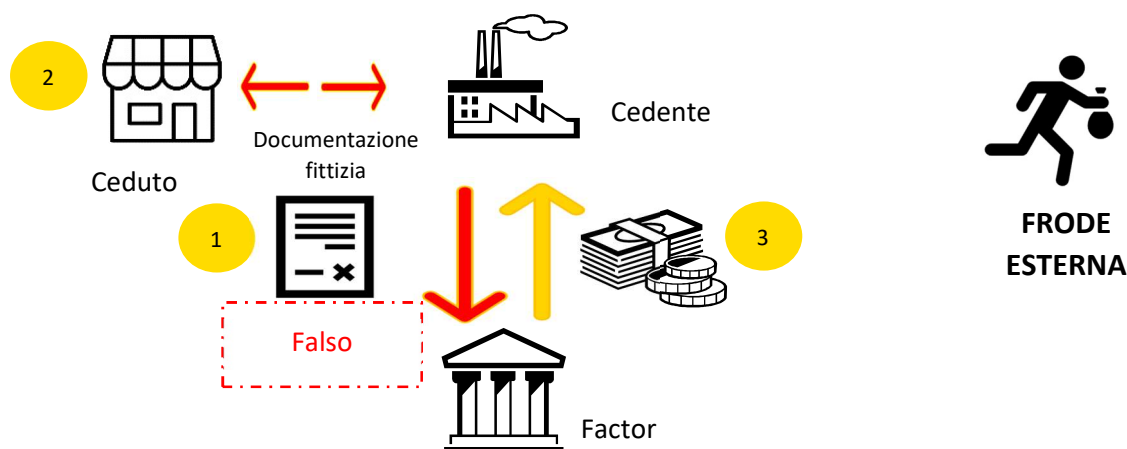 2
Cedente
Documentazione
fittizia
Ceduto
1
3
FRODE
ESTERNA
Falso
Factor